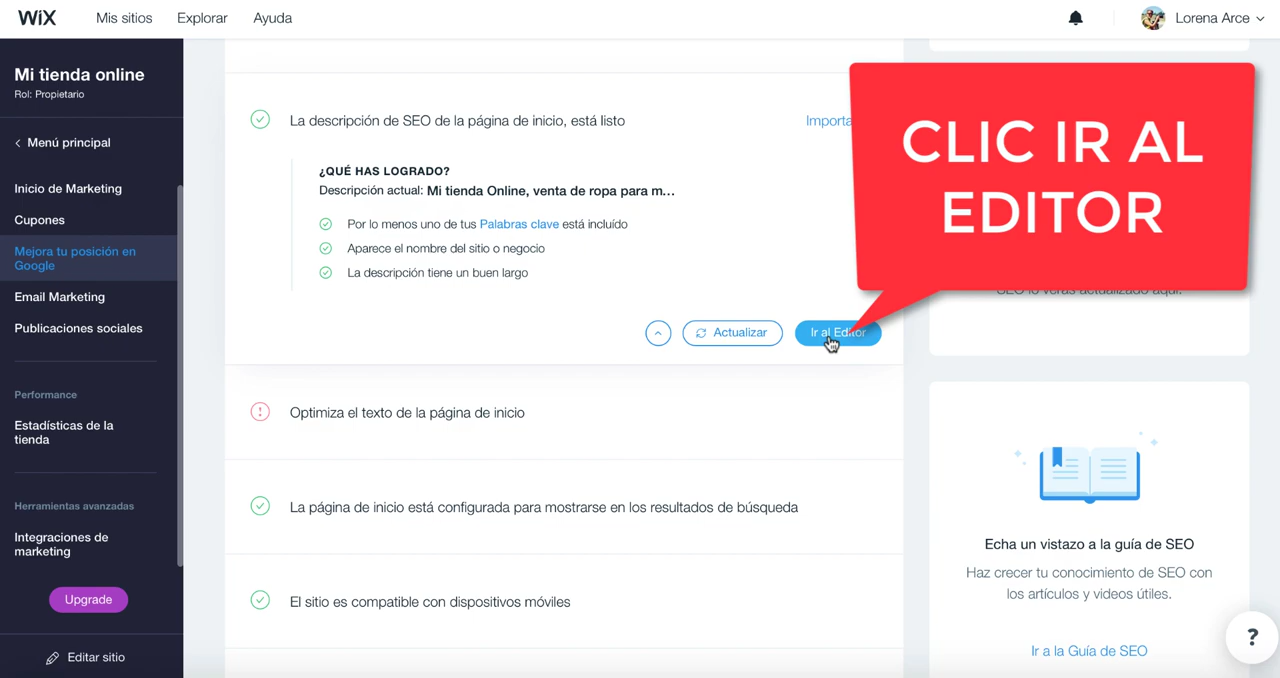 WiX
Mis sitios
Explorar
Ayuda
Lorena Arce
Mi tienda online
Rol: Propietario
Menú principal
Inicio de Marketing
Cupones
Mejora tu posición en
Google
Email Marketing
Publicaciones sociales
Performance
Estadísticas de la
tienda
Herramientas avanzadas
Integraciones de
marketing
Upgrade
Editar sitio
La descripción de SEO de la página de inicio, está listo
¿QUÉ HAS LOGRADO?
Descripción actual: Mi tienda Online, venta de ropa para m...
Por lo menos uno de tus Palabras clave está incluído
Aparece el nombre del sitio o negocio
La descripción tiene un buen largo
Actualizar
Ir al Editor
Optimiza el texto de la página de inicio
La página de inicio está configurada para mostrarse en los resultados de búsqueda
El sitio es compatible con dispositivos móviles
CLIC IR AL
EDITOR
SEO lo verás actualizado aquí.
Echa un vistazo a la guía de SEO
Haz crecer tu conocimiento de SEO con
los artículos y videos útiles.
Ir a la Guía de SEO
?